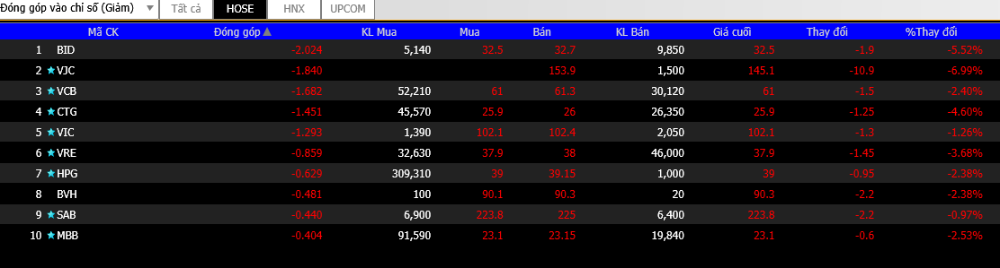 Đóng góp vào chỉ số (Giảm) Tất cả HOSE HNX UPCOM
Mã CK Đóng góp KL Mua Mua Bán KL Bán Giá cuối Thay đổi %Thay đổi
1 BID -2.024 5,140 32.5 32.7 9,850 32.5 -1.9 -5.52%
2 VJC -1.840 153.9 1,500 145.1 -10.9 -6.99%
3 VCB -1.682 52,210 61 61.3 30,120 61 -1.5 -2.40%
4 CTG -1.451 45,570 25.9 26 26,350 25.9 -1.25 -4.60%
5 VIC -1.293 1,390 102.1 102.4 2,050 102.1 -1.3 -1.26%
6 VRE -0.859 32,630 37.9 38 46,000 37.9 -1.45 -3.68%
7 HPG -0.629 309,310 39 39.15 1,000 39 -0.95 -2.38%
8 BVH -0.481 100 90.1 90.3 20 90.3 -2.2 -2.38%
9 SAB -0.440 6,900 223.8 225 6,400 223.8 -2.2 -0.97%
10 MBB -0.404 91,590 23.1 23.15 19,840 23.1 -0.6 -2.53%